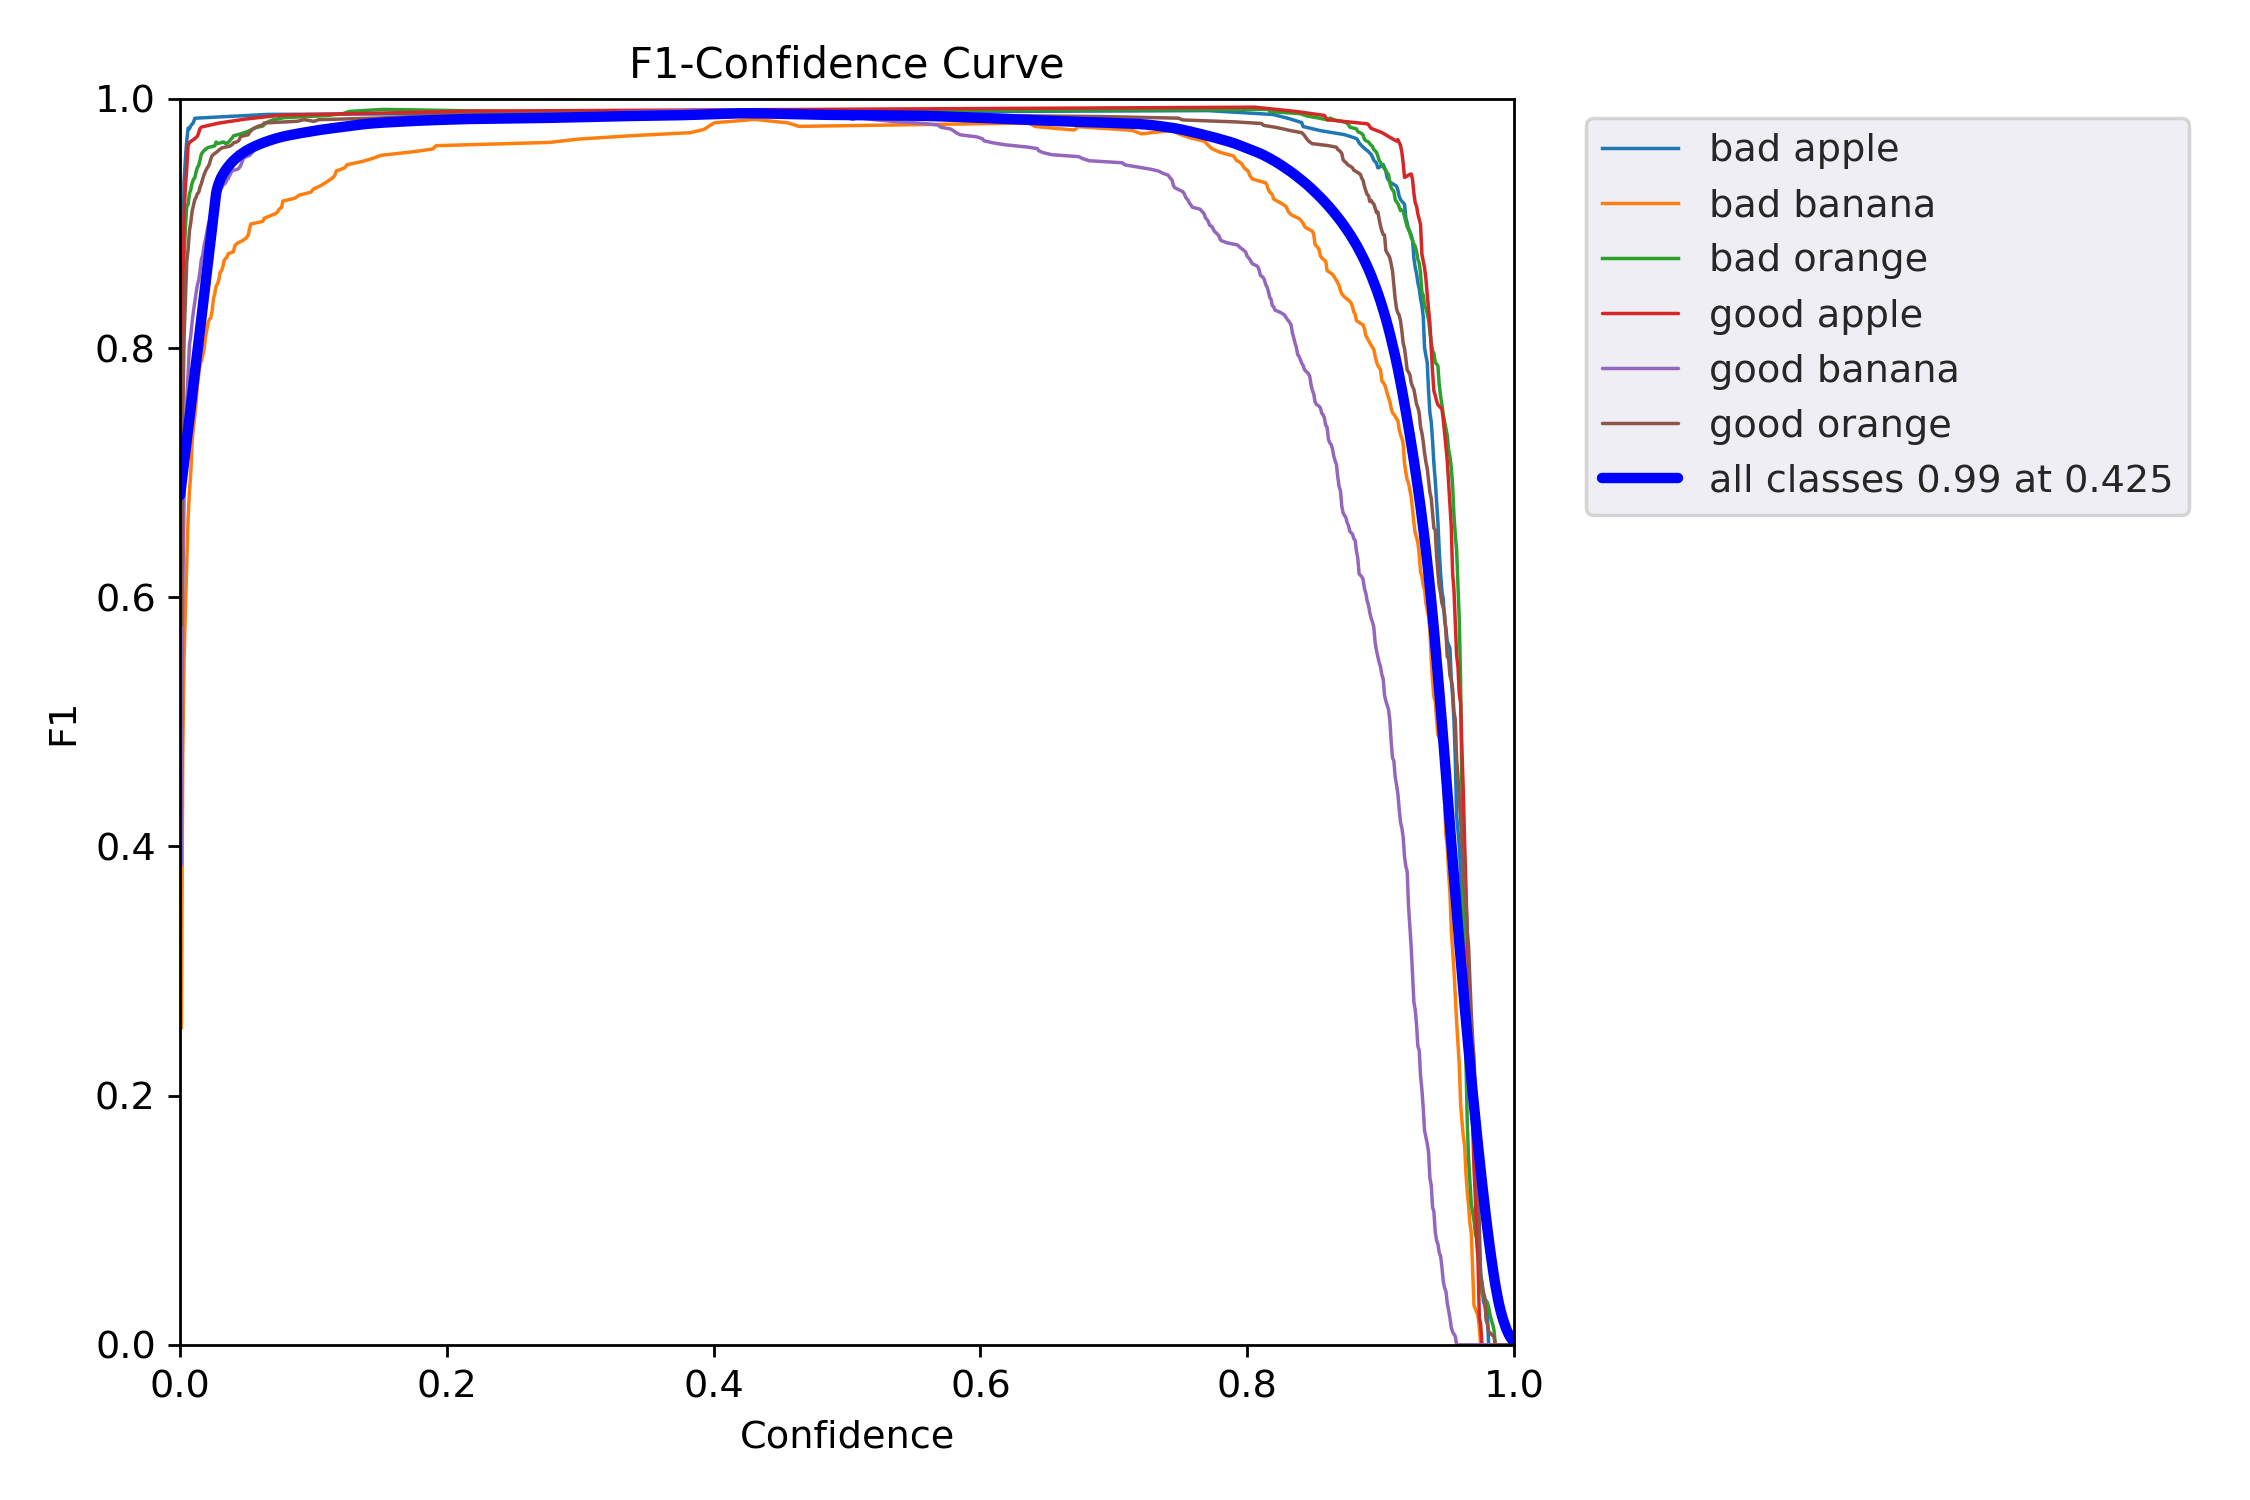 F1-Confidence Curve
1.0
0.8
0.6
0.4
0.2
0.0
F1
0.0 0.2 0.4 0.6 0.8 1.0
Confidence
bad apple
bad banana
bad orange
good apple
good banana
good orange
all classes 0.99 at 0.425